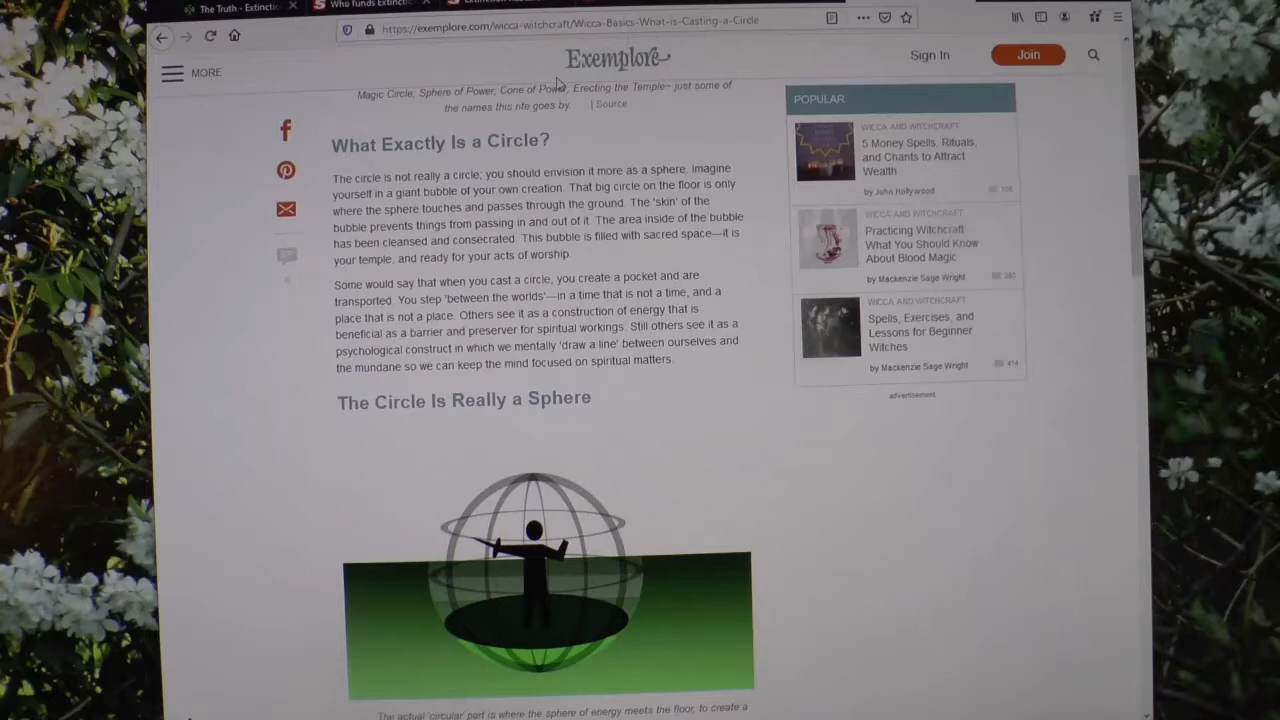 The Truth - Extincti
Who funds Extincti
https://exemplore.com/wicca-witchcraft/Wicca-Basics-What-is-Casting-a-Circle
MORE
Exemplore
Sign In
Join
Magic Circle; Sphere of Power; Cone of Power; Erecting the Temple- just some of
the names this rite goes by. | Source
What Exactly Is a Circle?
The circle is not really a circle; you should envision it more as a sphere. Imagine
yourself in a giant bubble of your own creation. That big circle on the floor is only
where the sphere touches and passes through the ground. The 'skin' of the
bubble prevents things from passing in and out of it. The area inside of the bubble
has been cleansed and consecrated. This bubble is filled with sacred space—it is
your temple, and ready for your acts of worship.
Some would say that when you cast a circle, you create a pocket and are
transported. You step 'between the worlds'—in a time that is not a time, and a
place that is not a place. Others see it as a construction of energy that is
beneficial as a barrier and preserver for spiritual workings. Still others see it as a
psychological construct in which we mentally 'draw a line' between ourselves and
the mundane so we can keep the mind focused on spiritual matters.
The Circle Is Really a Sphere
The actual 'circular' part is where the sphere of energy meets the floor, to create a
POPULAR
WICCA AND WITCHCRAFT
5 Money Spells, Rituals,
and Chants to Attract
Wealth
by John Hollywood
WICCA AND WITCHCRAFT
Practicing Witchcraft:
What You Should Know
About Blood Magic
by Mackenzie Sage Wright
WICCA AND WITCHCRAFT
Spells, Exercises, and
Lessons for Beginner
Witches
by Mackenzie Sage Wright
414
advertisement